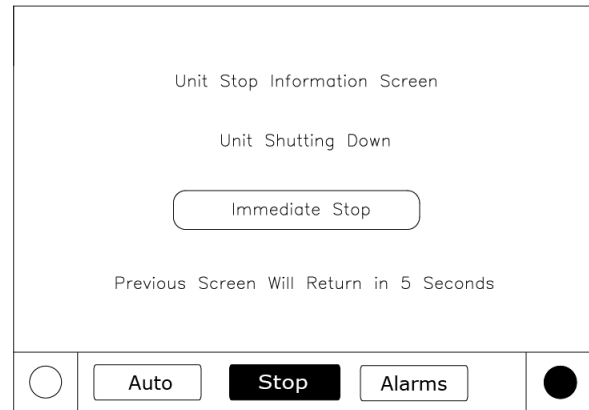 Unit Stop Information Screen
Unit Shutting Down
Immediate Stop
Previous Screen Will Return in 5 Seconds
Auto Stop Alarms